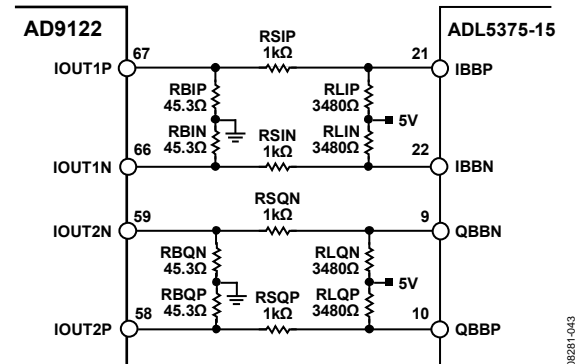 AD9122
ADL5375-15
67
RSIP
1kΩ
21
IOUT1P
IBBP
RBIP
45.3Ω
RLIP
3480Ω
5V
RBIN
45.3Ω
RSIN
1kΩ
RLIN
3480Ω
66
22
IOUT1N
IBBN
59
RSQN
1kΩ
9
IOUT2N
QBBN
RBQN
45.3Ω
RLQN
3480Ω
5V
RBQP
45.3Ω
RSQP
1kΩ
RLQP
3480Ω
58
10
IOUT2P
QBBP
08281-043